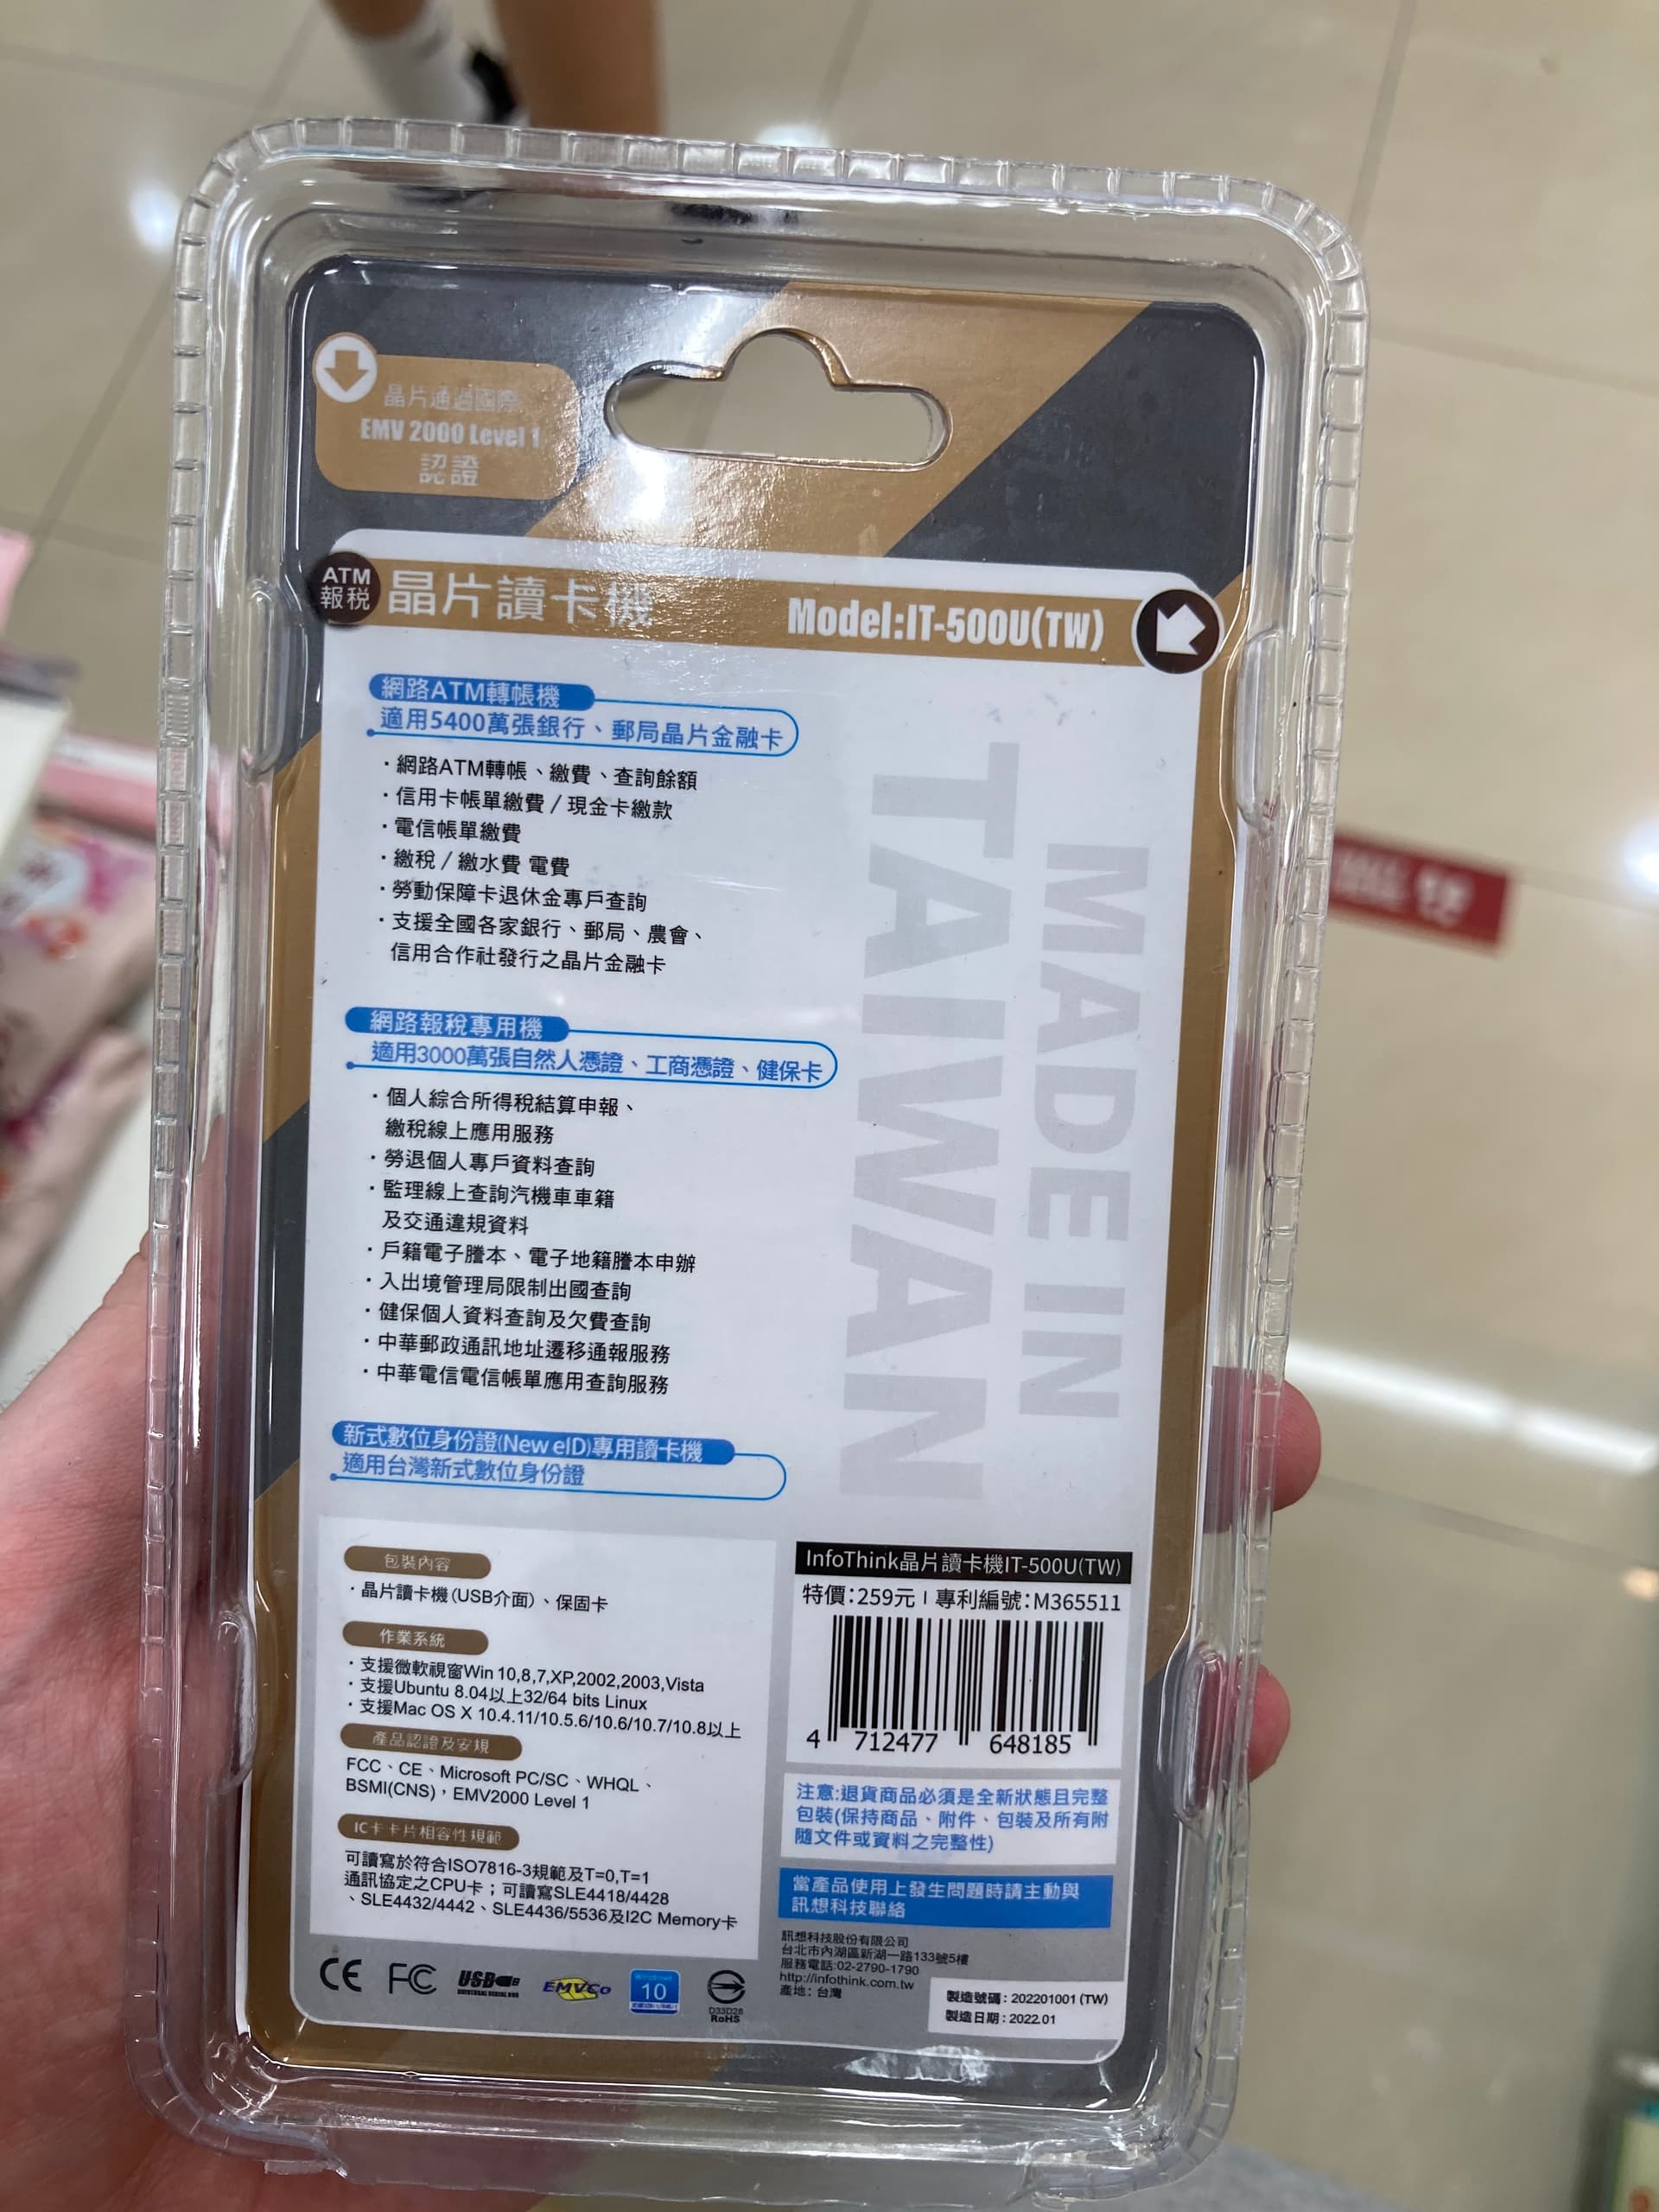 晶片通過國際
EMV 2000 Level 1
認證
ATM
報稅
晶片讀卡機
Model:IT-500U(TW)
網路ATM轉帳機
適用5400萬張銀行、郵局晶片金融卡
·網路ATM轉帳、繳費、查詢餘額
·信用卡帳單繳費/現金卡繳款
·電信帳單繳費
·繳稅/繳水費 電費
·勞動保障卡退休金專戶查詢
·支援全國各家銀行、郵局、農會、
信用合作社發行之晶片金融卡
網路報稅專用機
適用3000萬張自然人憑證、工商憑證、健保卡
·個人綜合所得稅結算申報、
繳稅線上應用服務
·勞退個人專戶資料查詢
·監理線上查詢汽機車車籍
及交通違規資料
·戶籍電子謄本、電子地籍謄本申辦
·入出境管理局限制出國查詢
·健保個人資料查詢及欠費查詢
·中華郵政通訊地址遷移通報服務
·中華電信電信帳單應用查詢服務
MADE IN
TAIWAN
新式數位身份證(New eID)專用讀卡機
適用台灣新式數位身份證
包裝內容
·晶片讀卡機(USB介面)、保固卡
作業系統
·支援微軟視窗Win 10,8,7,XP,2002,2003,Vista
·支援Ubuntu 8.04以上32/64 bits Linux
·支援Mac OS X 10.4.11/10.5.6/10.6/10.7/10.8以上
產品認證及安規
FCC、CE、Microsoft PC/SC、WHQL、
BSMI(CNS)，EMV2000 Level 1
IC卡卡片相容性規範
可讀寫於符合ISO7816-3規範及T=0,T=1
通訊協定之CPU卡；可讀寫SLE4418/4428
、SLE4432/4442、SLE4436/5536及I2C Memory卡
InfoThink晶片讀卡機IT-500U(TW)
特價:259元 | 專利編號:M365511
4 712477 648185
注意:退貨商品必須是全新狀態且完整
包裝(保持商品、附件、包裝及所有附
隨文件或資料之完整性)
當產品使用上發生問題時請主動與
訊想科技聯絡
訊想科技股份有限公司
台北市內湖區新湖一路133號5樓
服務電話:02-2790-1790
http://infothink.com.tw
產地:台灣
製造號碼:202201001 (TW)
製造日期:2022.01
CE
FC
USB
EMVCo
10
D33D28
RoHS